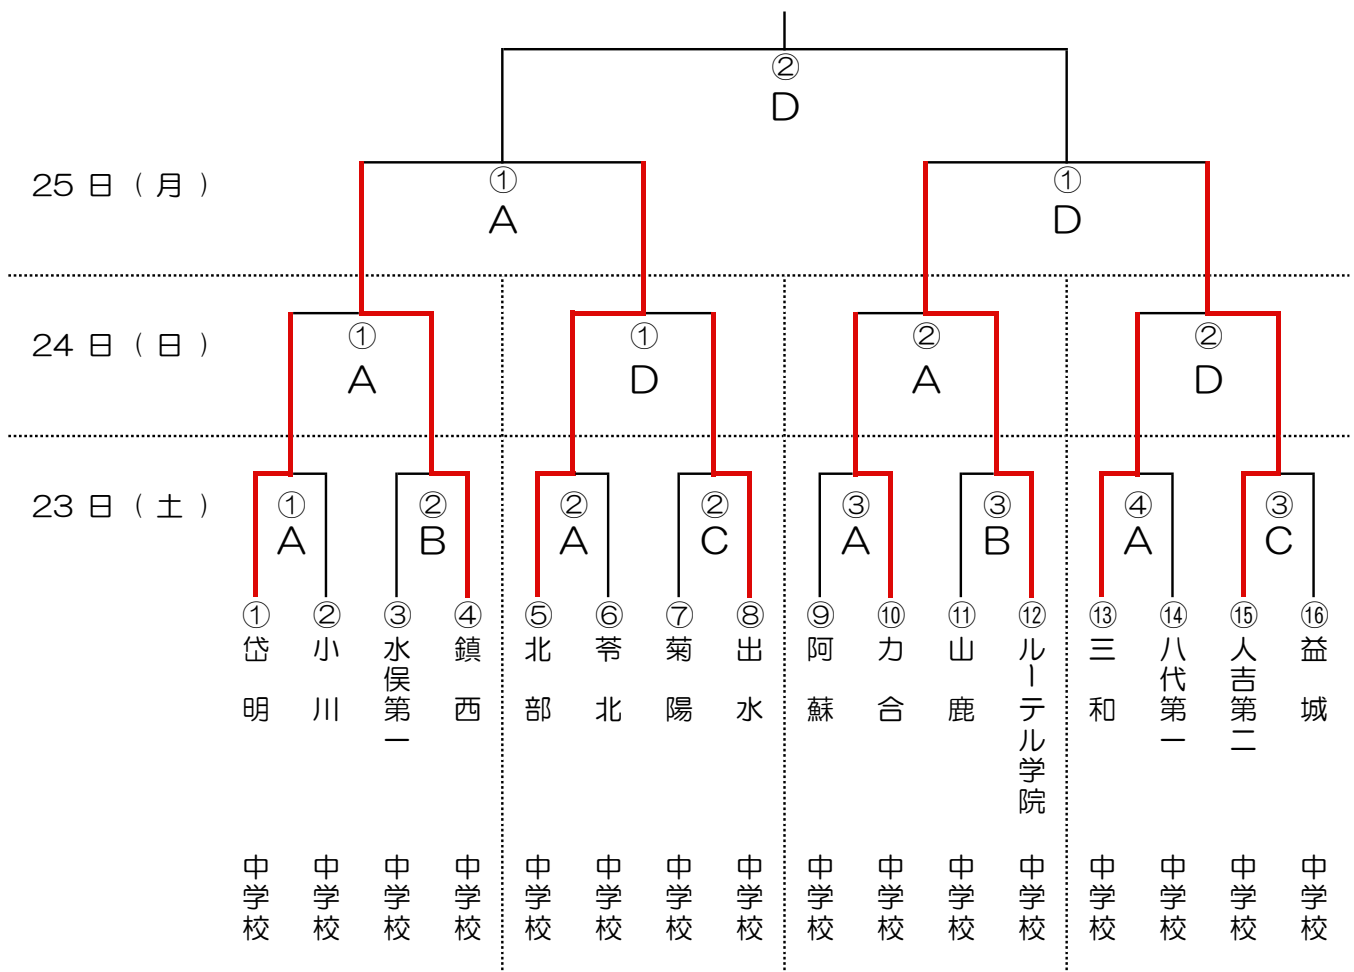 ②
D
25日(月)
①
A
①
D
24日(日)
①
A
①
D
②
A
②
D
23日(土)
①
A
②
B
②
A
②
C
③
A
③
B
④
A
③
C
①
岱明
中学校
②
小川
中学校
③
水俣第一
中学校
④
鎮西
中学校
⑤
北部
中学校
⑥
苓北
中学校
⑦
菊陽
中学校
⑧
出水
中学校
⑨
阿蘇
中学校
⑩
力合
中学校
⑪
山鹿
中学校
⑫
ルーテル学院
中学校
⑬
三和
中学校
⑭
八代第一
中学校
⑮
人吉第二
中学校
⑯
益城
中学校